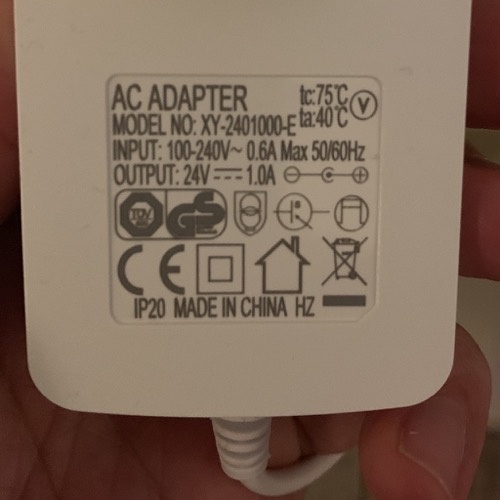 AC ADAPTER
tc:75℃
ta:40℃
V
MODEL NO: XY-2401000-E
INPUT: 100-240V~ 0.6A Max 50/60Hz
OUTPUT: 24V⎓1.0A
TÜV GS
CE
IP20 MADE IN CHINA HZ